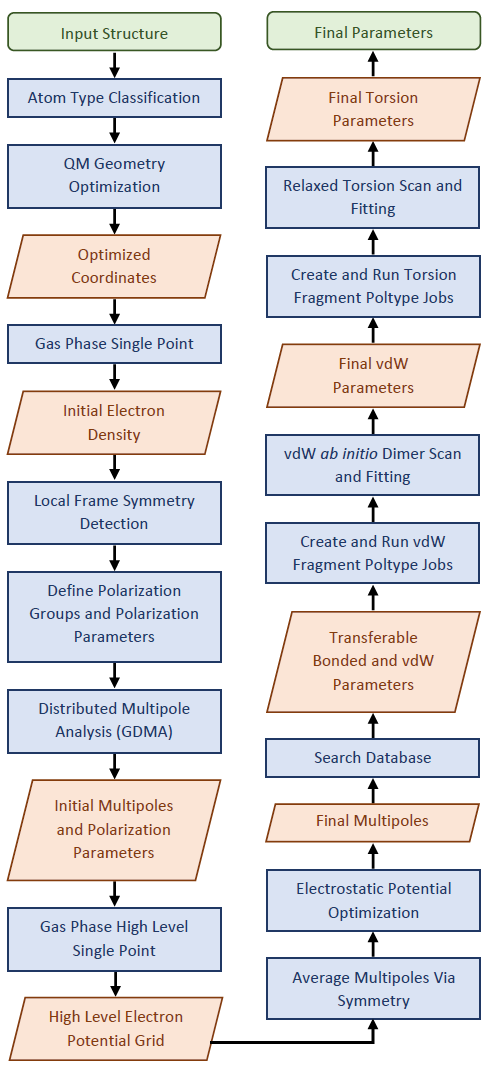 Input Structure
Atom Type Classification
QM Geometry
Optimization
Optimized
Coordinates
Gas Phase Single Point
Initial Electron
Density
Local Frame Symmetry
Detection
Define Polarization
Groups and Polarization
Parameters
Distributed Multipole
Analysis (GDMA)
Initial Multipoles
and Polarization
Parameters
Gas Phase High Level
Single Point
High Level Electron
Potential Grid
Average Multipoles Via
Symmetry
Electrostatic Potential
Optimization
Final Multipoles
Search Database
Transferable
Bonded and vdW
Parameters
Create and Run vdW
Fragment Poltype Jobs
vdW ab initio Dimer Scan
and Fitting
Final vdW
Parameters
Create and Run Torsion
Fragment Poltype Jobs
Relaxed Torsion Scan and
Fitting
Final Torsion
Parameters
Final Parameters